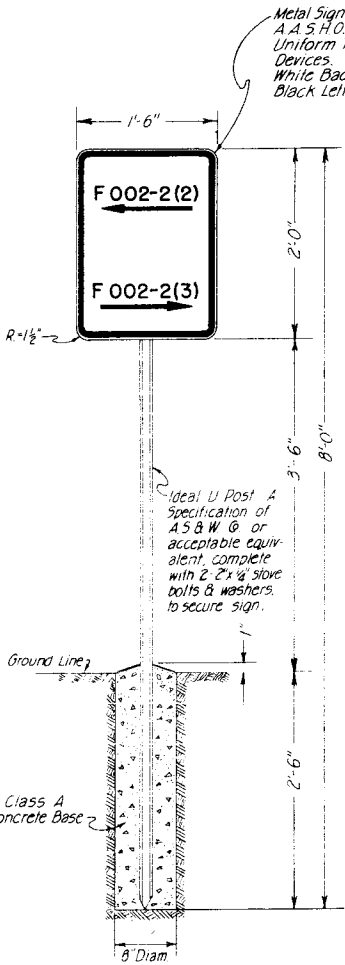 Metal Sign
A.A.S.H.O.
Uniform
Devices.
White Bac
Black Lett
1'-6"
F 002-2(2)
F 002-2(3)
2'-0"
R.=1½"
3'-6"
8'-0"
Ideal U Post A
Specification of
A.S.& W. Co. or
acceptable equiv-
alent, complete
with 2-2"x¼" stove
bolts & washers,
to secure sign.
1"
Ground Line
2'-6"
Class A
Concrete Base
8" Diam.